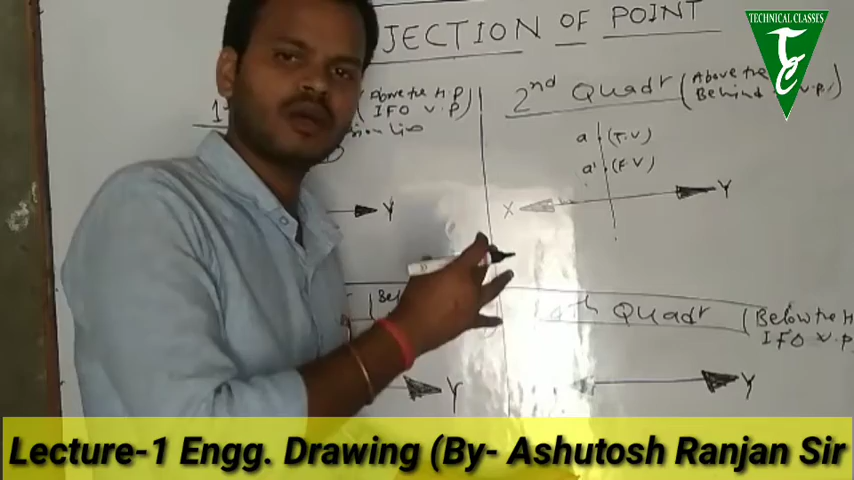 TECHNICAL CLASSES
JECTION OF POINT
(Above the H.P
IFO V.P)
2nd Quadr (Above the
Behind
a (T.V)
a' (F.V)
Y
X Y
4th Quadr (Below the H
IFO V.P
Y
Y
Lecture-1 Engg. Drawing (By- Ashutosh Ranjan Sir